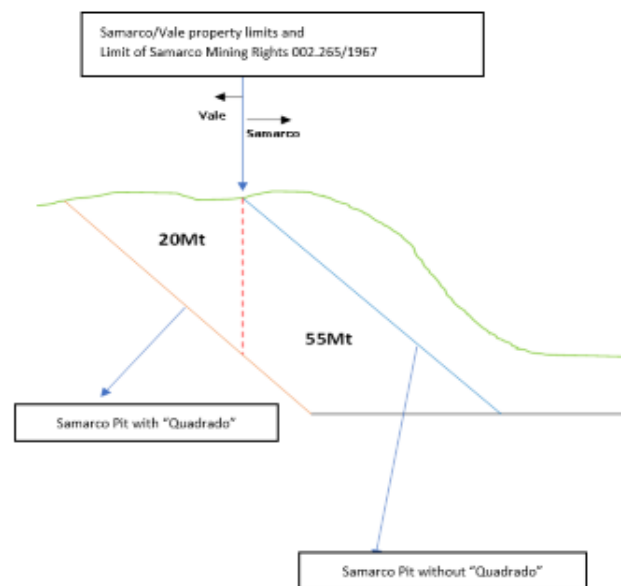 Samarco/Vale property limits and
Limit of Samarco Mining Rights 002.265/1967
Vale
Samarco
20Mt
55Mt
Samarco Pit with “Quadrado”
Samarco Pit without “Quadrado”